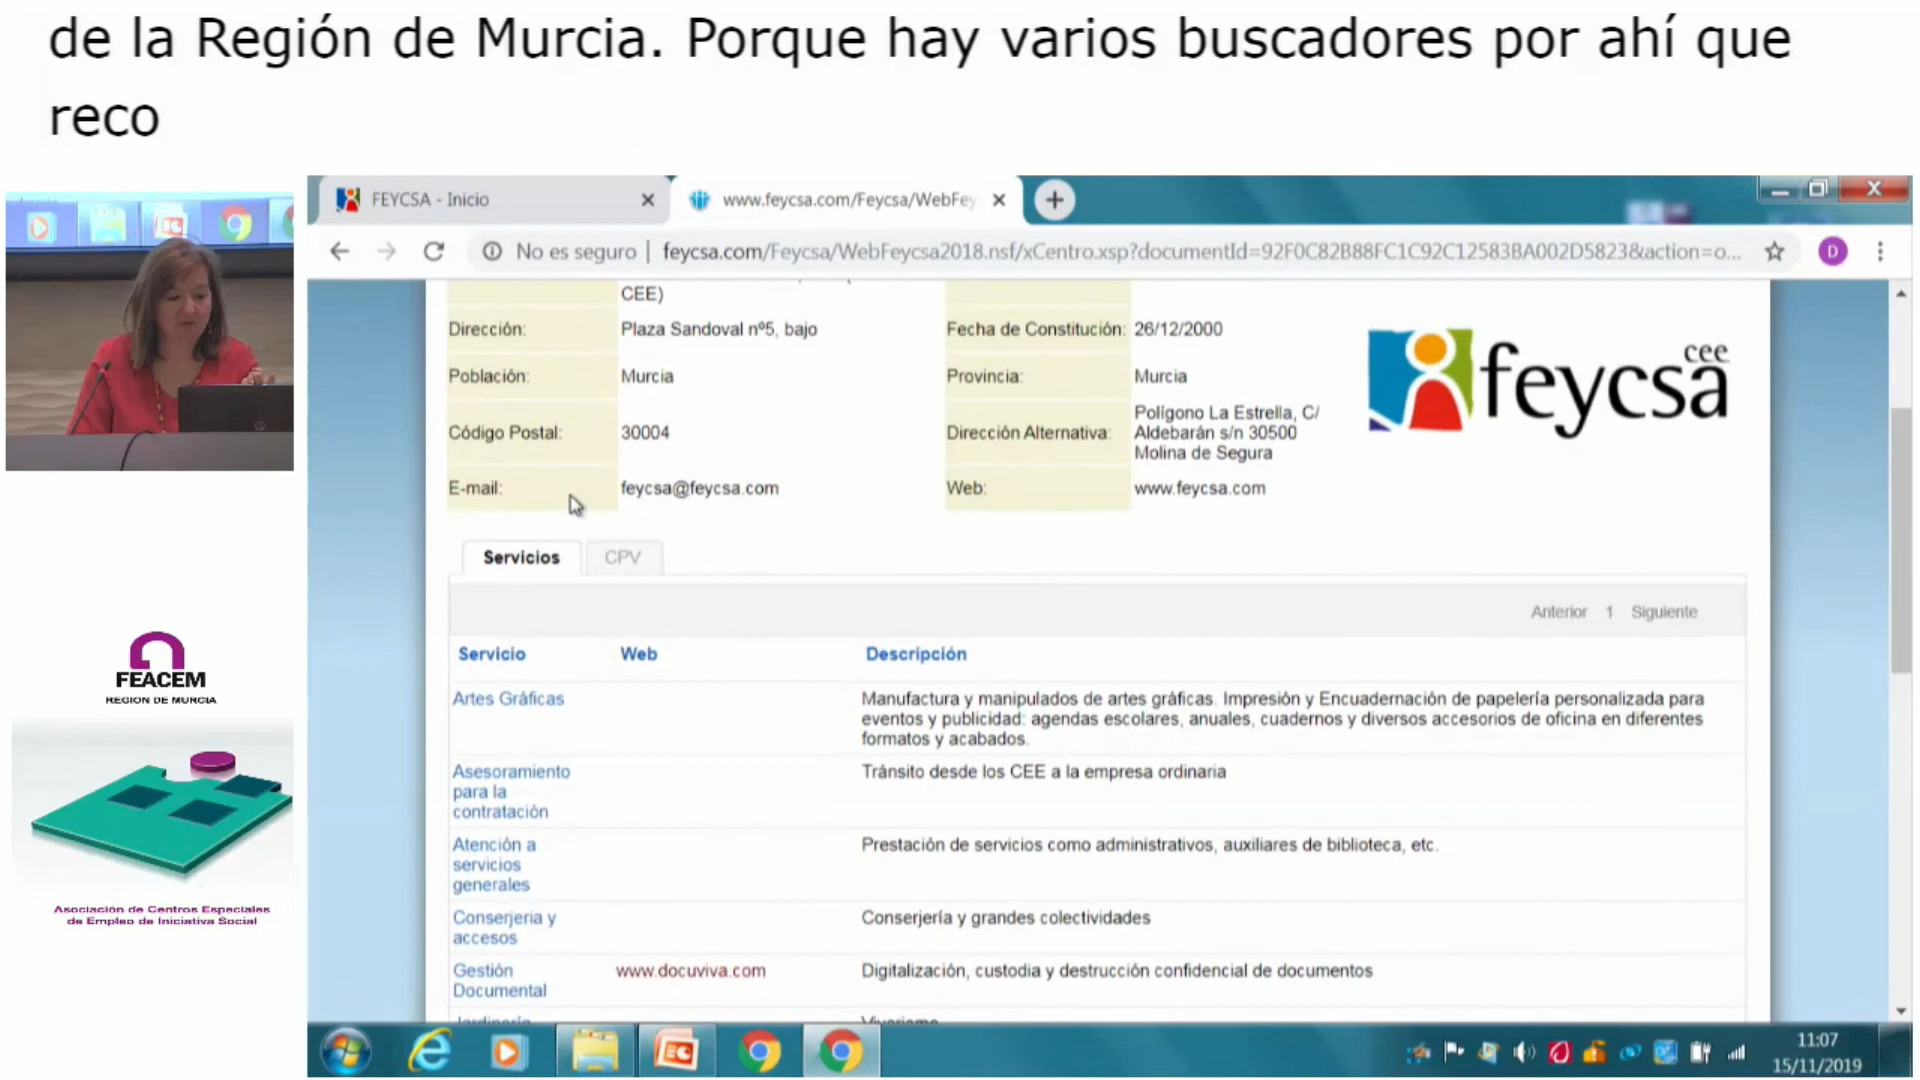 de la Región de Murcia. Porque hay varios buscadores por ahí que
reco
FEYCSA - Inicio
www.feycsa.com/Feycsa/WebFey
No es seguro | feycsa.com/Feycsa/WebFeycsa2018.nsf/xCentro.xsp?documentId=92F0C82B88FC1C92C12583BA002D5823&action=o...
D
CEE)
Dirección: Plaza Sandoval nº5, bajo
Fecha de Constitución: 26/12/2000
Población: Murcia
Provincia: Murcia
Código Postal: 30004
Dirección Alternativa: Polígono La Estrella, C/
Aldebarán s/n 30500
Molina de Segura
E-mail: feycsa@feycsa.com
Web: www.feycsa.com
cee
feycsa
Servicios CPV
Anterior 1 Siguiente
Servicio Web Descripción
Artes Gráficas
Manufactura y manipulados de artes gráficas. Impresión y Encuadernación de papelería personalizada para
eventos y publicidad: agendas escolares, anuales, cuadernos y diversos accesorios de oficina en diferentes
formatos y acabados.
Asesoramiento
para la
contratación
Tránsito desde los CEE a la empresa ordinaria
Atención a
servicios
generales
Prestación de servicios como administrativos, auxiliares de biblioteca, etc.
Conserjeria y
accesos
Conserjería y grandes colectividades
Gestión
Documental
www.docuviva.com
Digitalización, custodia y destrucción confidencial de documentos
FEACEM
REGION DE MURCIA
Asociación de Centros Especiales
de Empleo de Iniciativa Social
11:07
15/11/2019